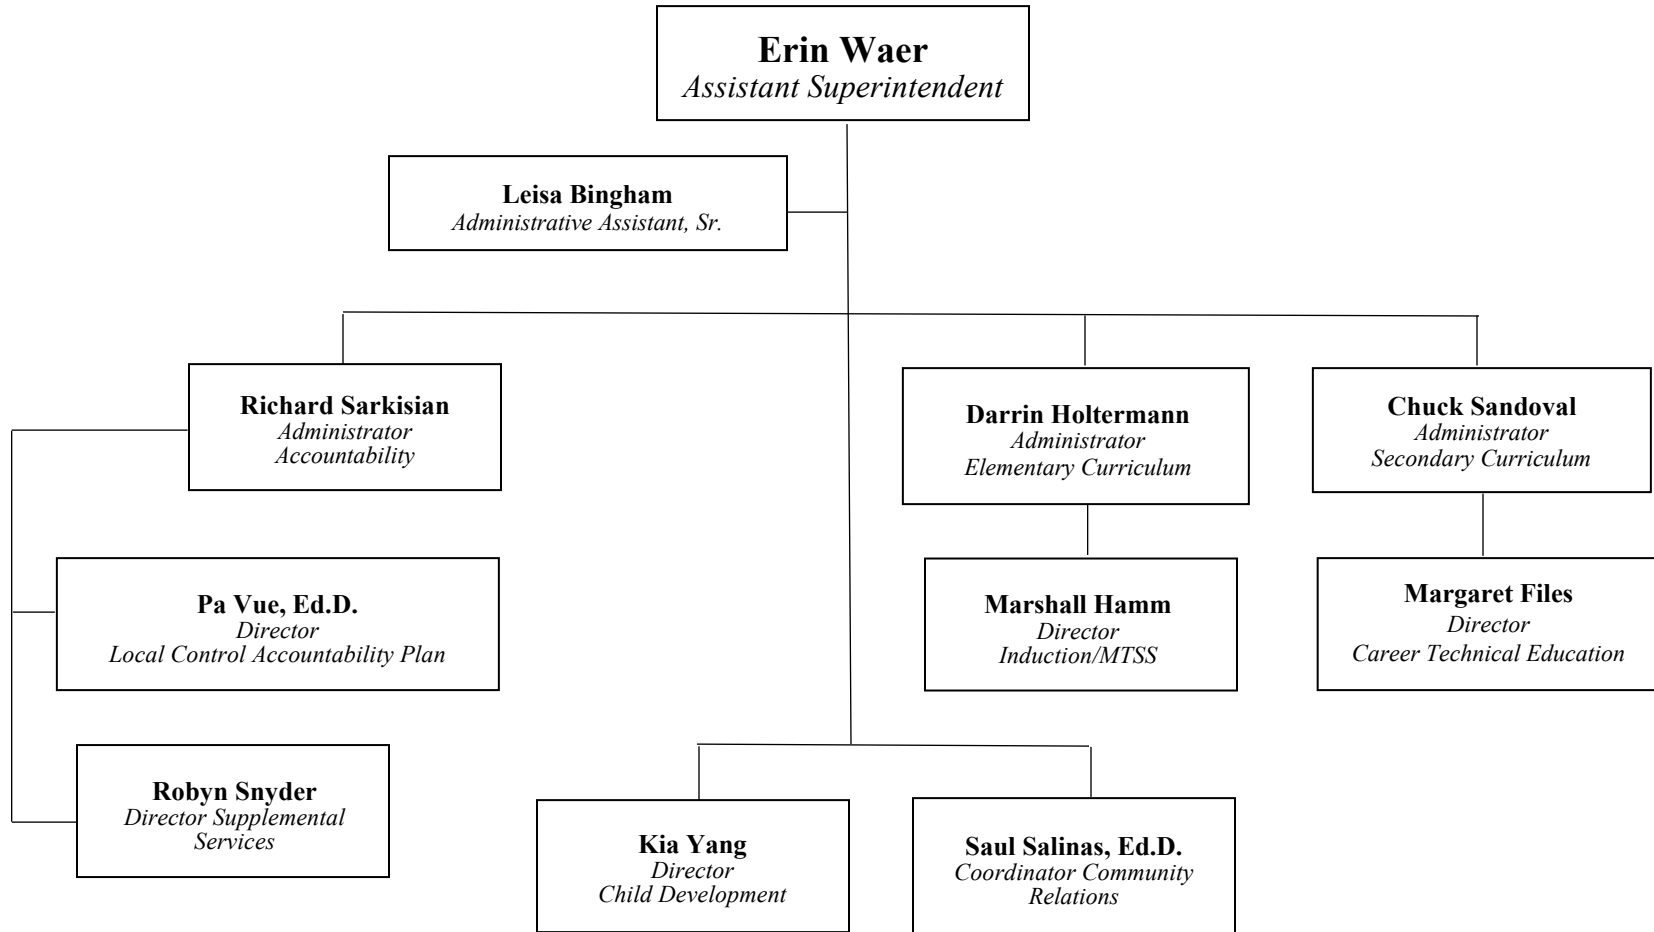 Erin Waer
Assistant Superintendent
Leisa Bingham
Administrative Assistant, Sr.
Richard Sarkisian
Administrator
Accountability
Darrin Holtermann
Administrator
Elementary Curriculum
Chuck Sandoval
Administrator
Secondary Curriculum
Pa Vue, Ed.D.
Director
Local Control Accountability Plan
Marshall Hamm
Director
Induction/MTSS
Margaret Files
Director
Career Technical Education
Robyn Snyder
Director Supplemental
Services
Kia Yang
Director
Child Development
Saul Salinas, Ed.D.
Coordinator Community
Relations